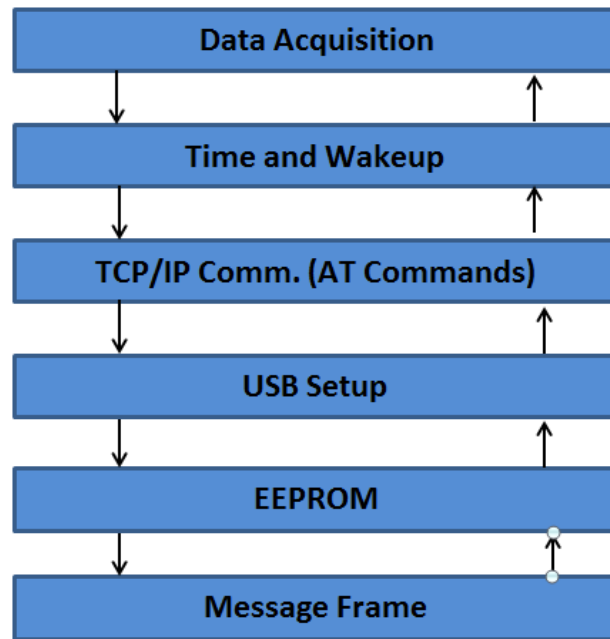 Data Acquisition
Time and Wakeup
TCP/IP Comm. (AT Commands)
USB Setup
EEPROM
Message Frame